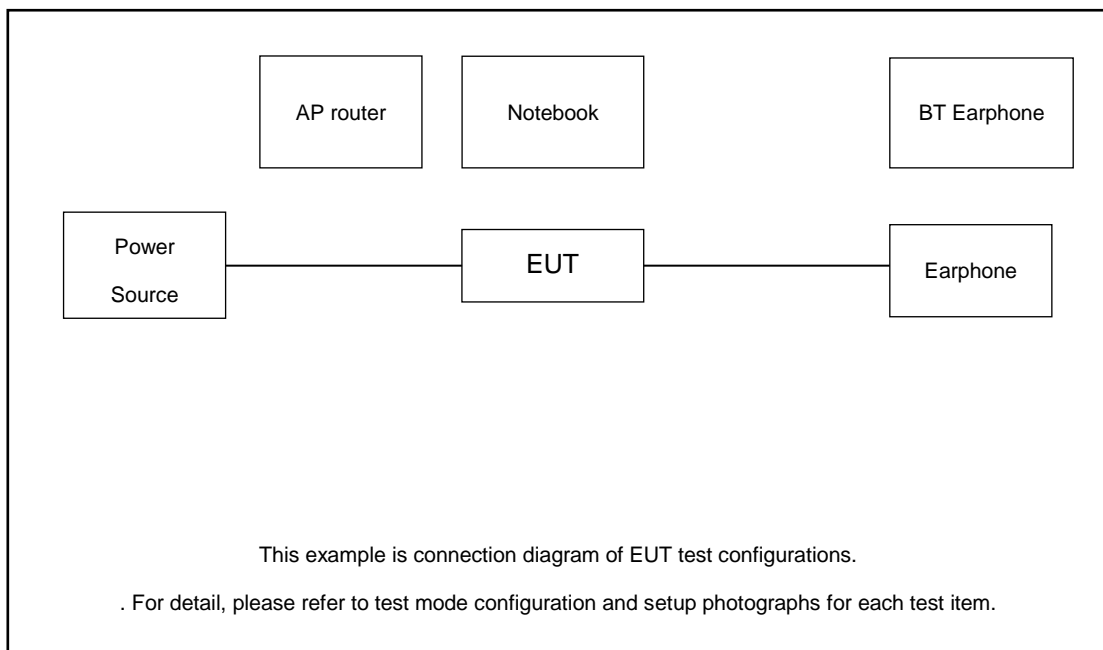 AP router
Notebook
BT Earphone
Power
Source
EUT
Earphone
This example is connection diagram of EUT test configurations.
. For detail, please refer to test mode configuration and setup photographs for each test item.